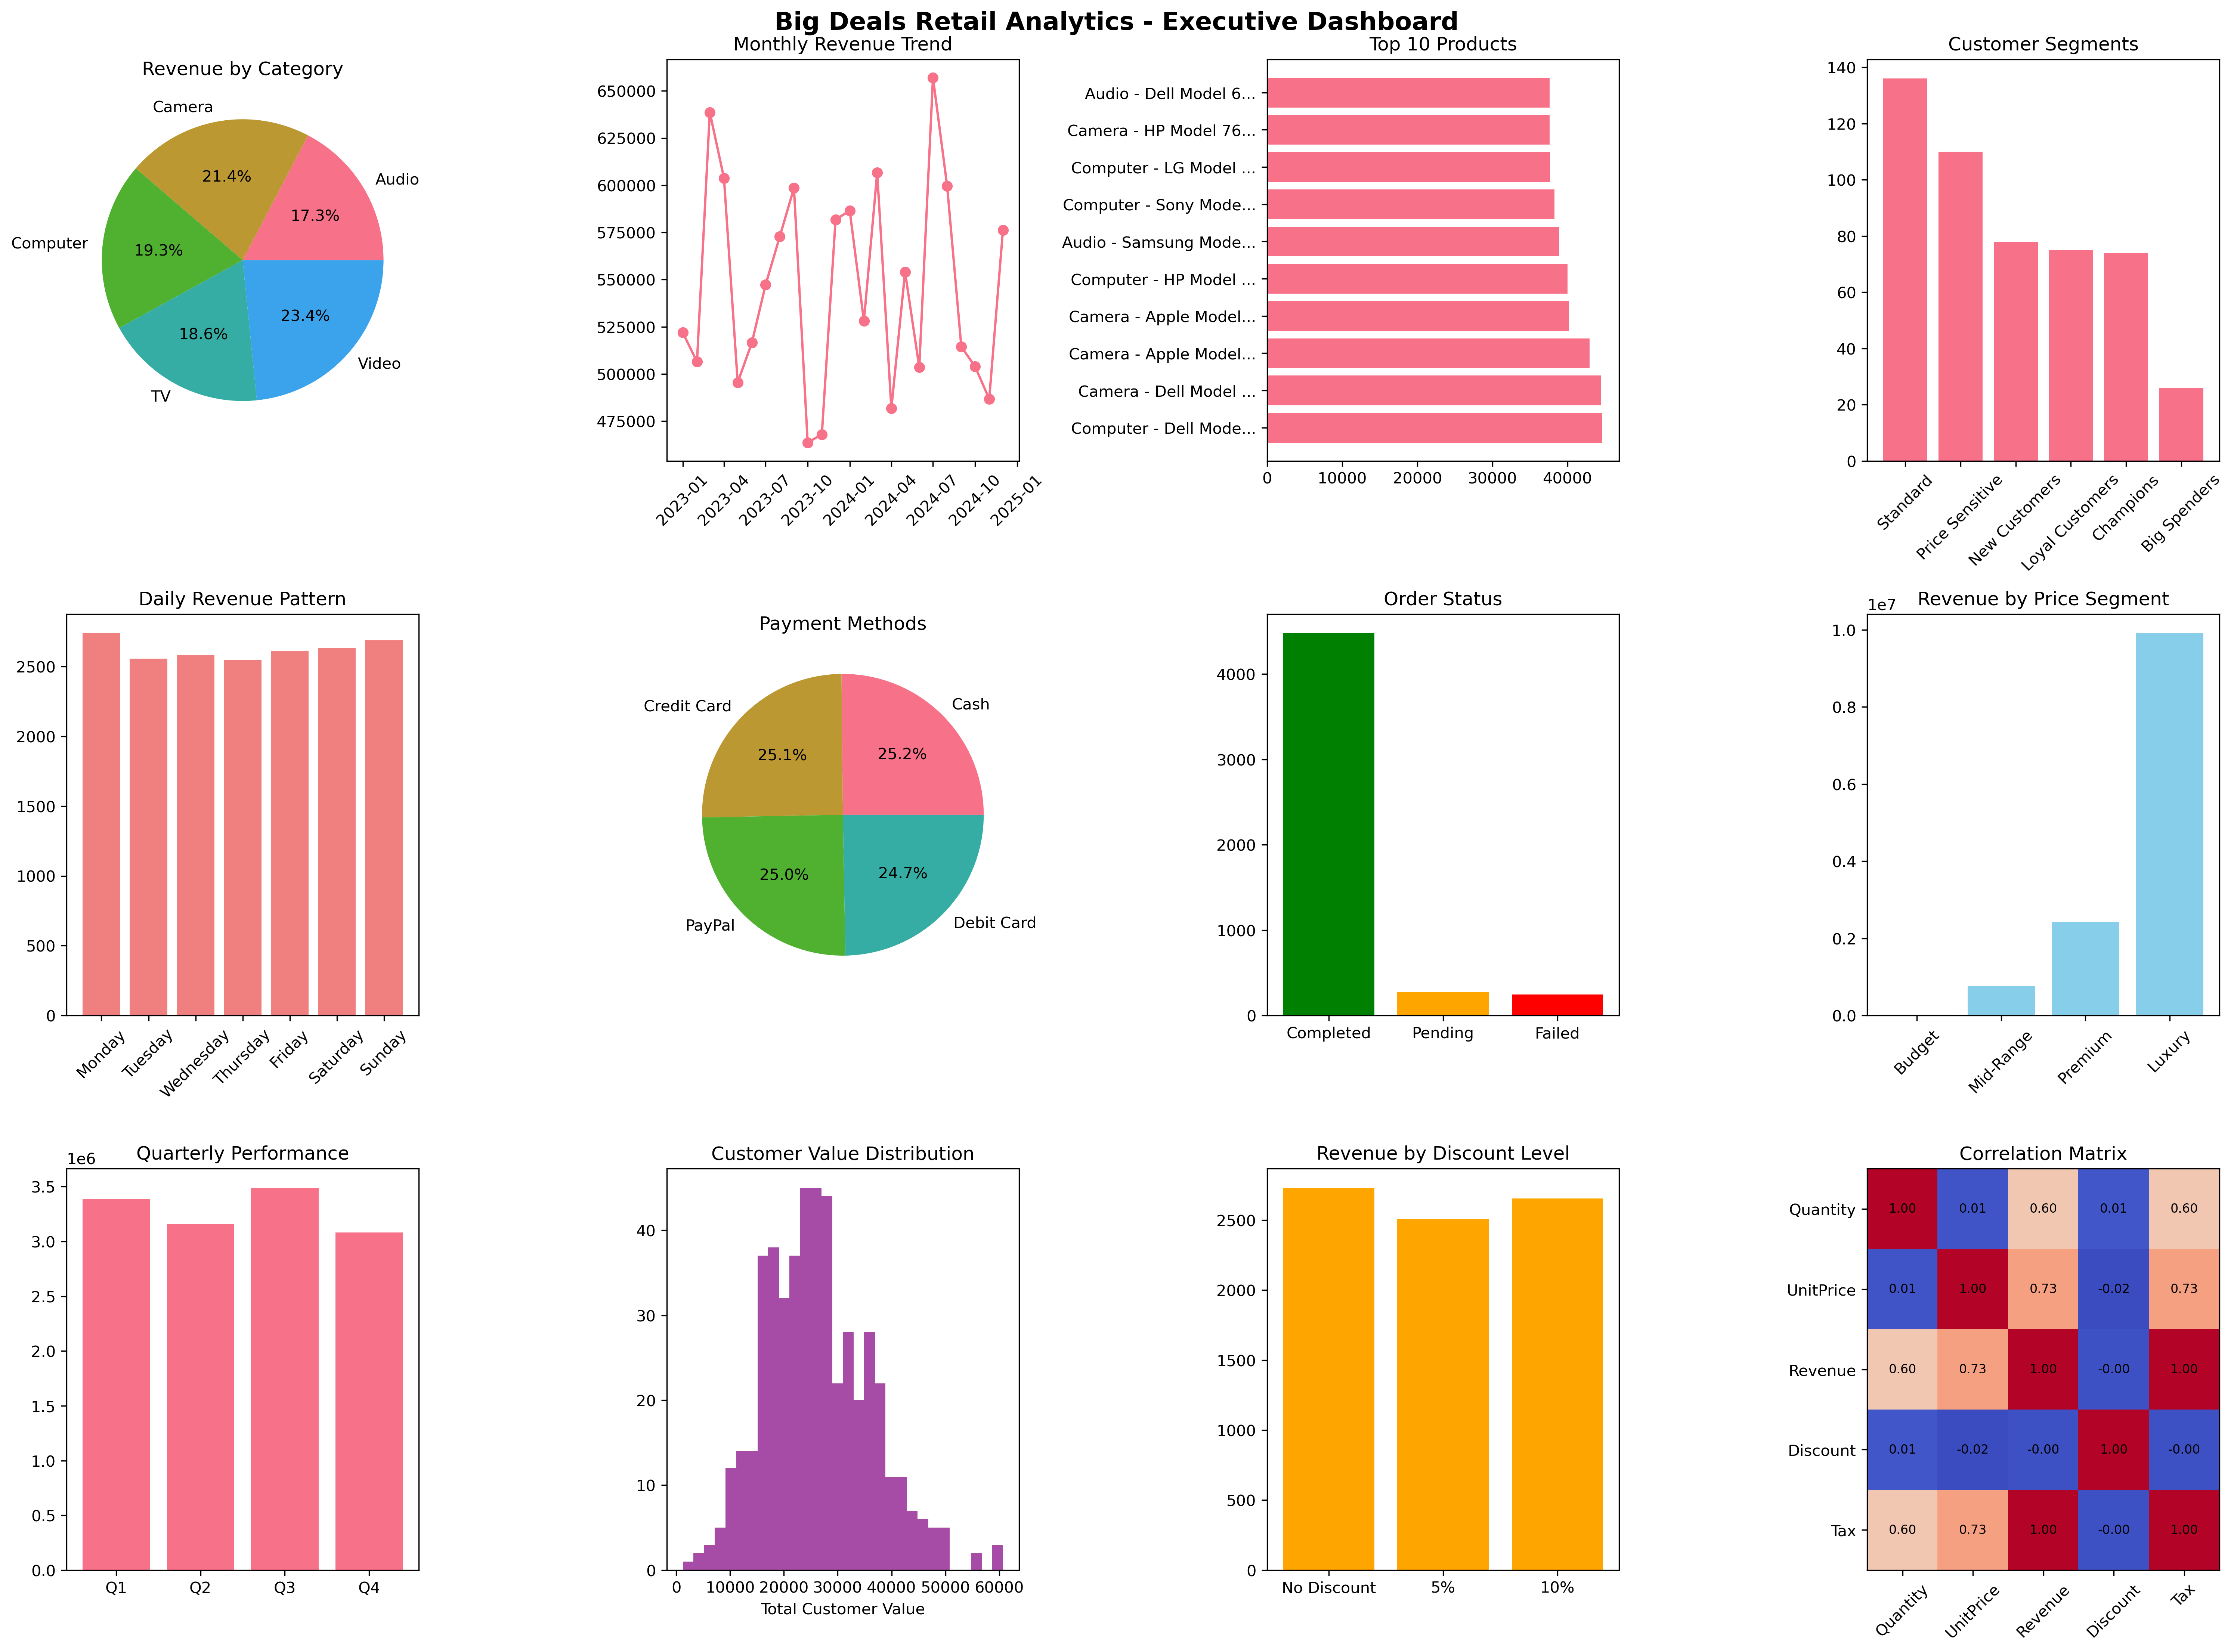 Big Deals Retail Analytics - Executive Dashboard
Revenue by Category
Camera
Audio
Computer
TV
Video
21.4%
17.3%
19.3%
18.6%
23.4%
Monthly Revenue Trend
650000
625000
600000
575000
550000
525000
500000
475000
2023-01
2023-04
2023-07
2023-10
2024-01
2024-04
2024-07
2024-10
2025-01
Top 10 Products
Audio - Dell Model 6...
Camera - HP Model 76...
Computer - LG Model ...
Computer - Sony Mode...
Audio - Samsung Mode...
Computer - HP Model ...
Camera - Apple Model...
Camera - Apple Model...
Camera - Dell Model ...
Computer - Dell Mode...
0 10000 20000 30000 40000
Customer Segments
140
120
100
80
60
40
20
0
Standard
Price Sensitive
New Customers
Loyal Customers
Champions
Big Spenders
Daily Revenue Pattern
2500
2000
1500
1000
500
0
Monday
Tuesday
Wednesday
Thursday
Friday
Saturday
Sunday
Payment Methods
Credit Card
Cash
PayPal
Debit Card
25.1%
25.2%
25.0%
24.7%
Order Status
4000
3000
2000
1000
0
Completed Pending Failed
Revenue by Price Segment
1e7
1.0
0.8
0.6
0.4
0.2
0.0
Budget
Mid-Range
Premium
Luxury
Quarterly Performance
1e6
3.5
3.0
2.5
2.0
1.5
1.0
0.5
0.0
Q1 Q2 Q3 Q4
Customer Value Distribution
40
30
20
10
0
0 10000 20000 30000 40000 50000 60000
Total Customer Value
Revenue by Discount Level
2500
2000
1500
1000
500
0
No Discount 5% 10%
Correlation Matrix
Quantity 1.00 0.01 0.60 0.01 0.60
UnitPrice 0.01 1.00 0.73 -0.02 0.73
Revenue 0.60 0.73 1.00 -0.00 1.00
Discount 0.01 -0.02 -0.00 1.00 -0.00
Tax 0.60 0.73 1.00 -0.00 1.00
Quantity
UnitPrice
Revenue
Discount
Tax